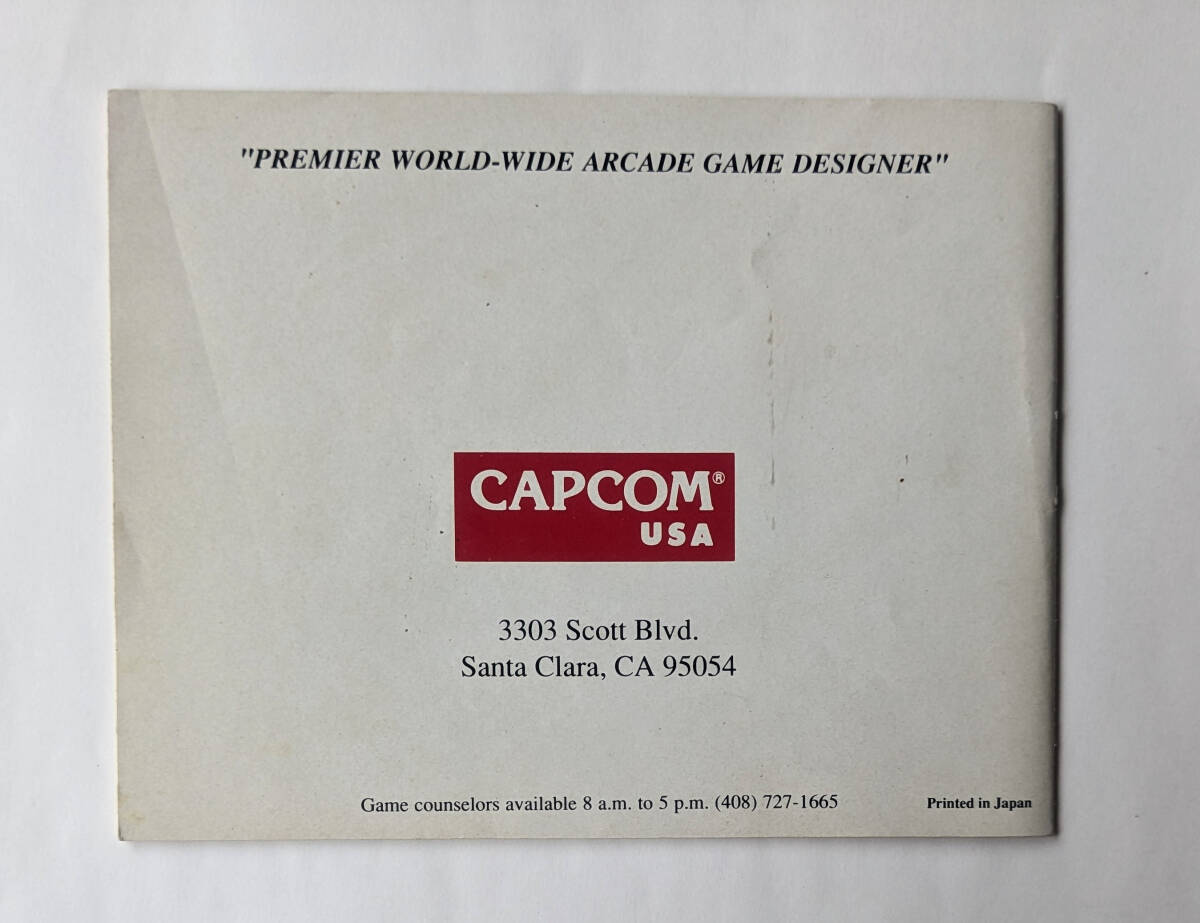 "PREMIER WORLD-WIDE ARCADE GAME DESIGNER"
CAPCOM®
USA
3303 Scott Blvd.
Santa Clara, CA 95054
Game counselors available 8 a.m. to 5 p.m. (408) 727-1665
Printed in Japan